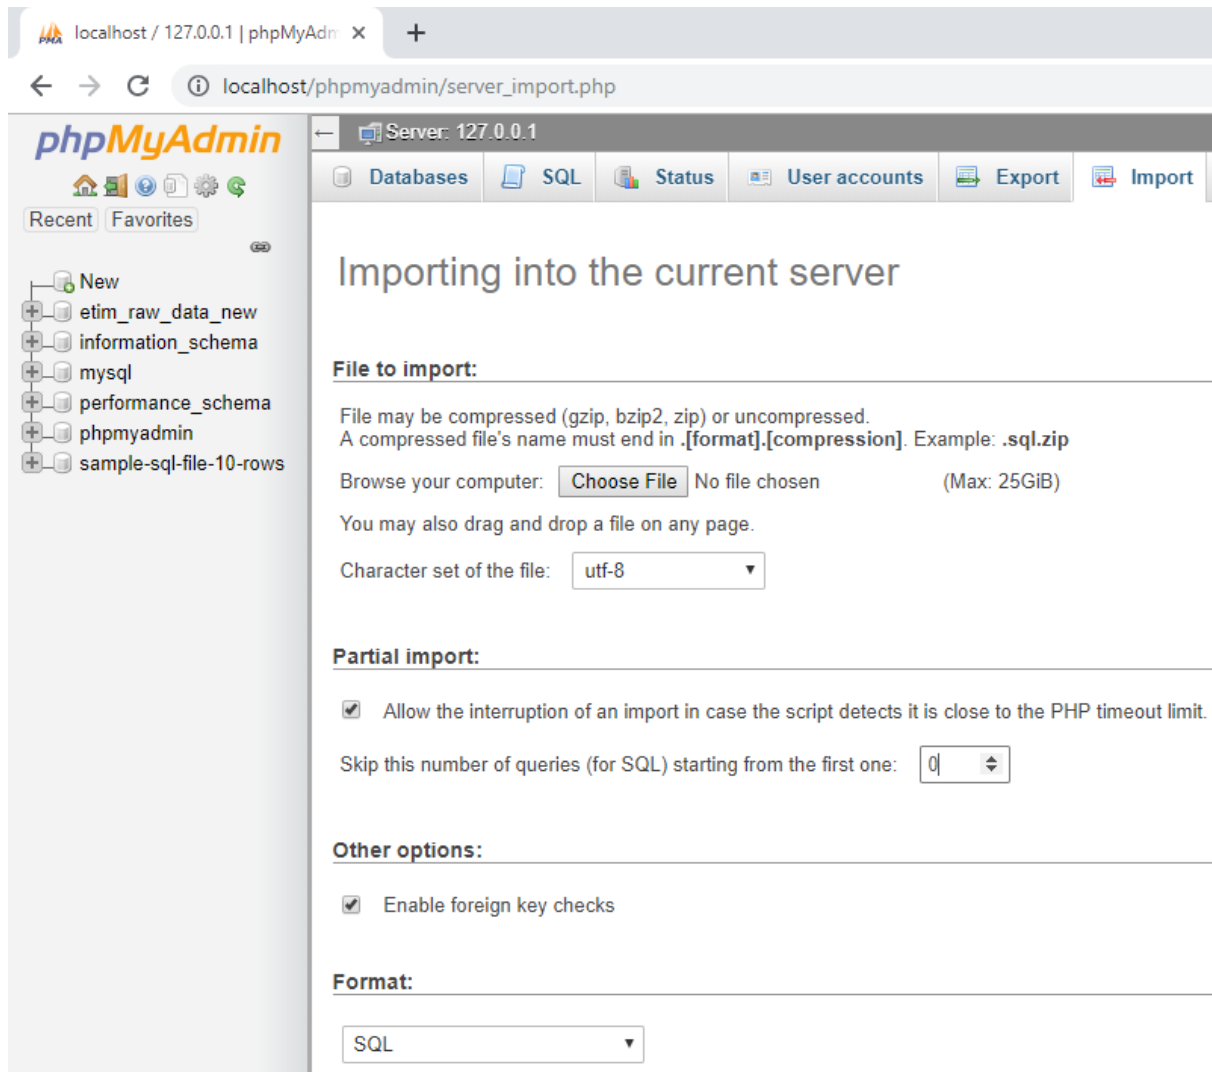 localhost / 127.0.0.1 | phpMyAdm
localhost/phpmyadmin/server_import.php
phpMyAdmin
Recent Favorites
New
etim_raw_data_new
information_schema
mysql
performance_schema
phpmyadmin
sample-sql-file-10-rows
Server: 127.0.0.1
Databases SQL Status User accounts Export Import
Importing into the current server
File to import:
File may be compressed (gzip, bzip2, zip) or uncompressed.
A compressed file's name must end in .[format].[compression]. Example: .sql.zip
Browse your computer: Choose File No file chosen (Max: 25GiB)
You may also drag and drop a file on any page.
Character set of the file: utf-8
Partial import:
Allow the interruption of an import in case the script detects it is close to the PHP timeout limit.
Skip this number of queries (for SQL) starting from the first one: 0
Other options:
Enable foreign key checks
Format:
SQL